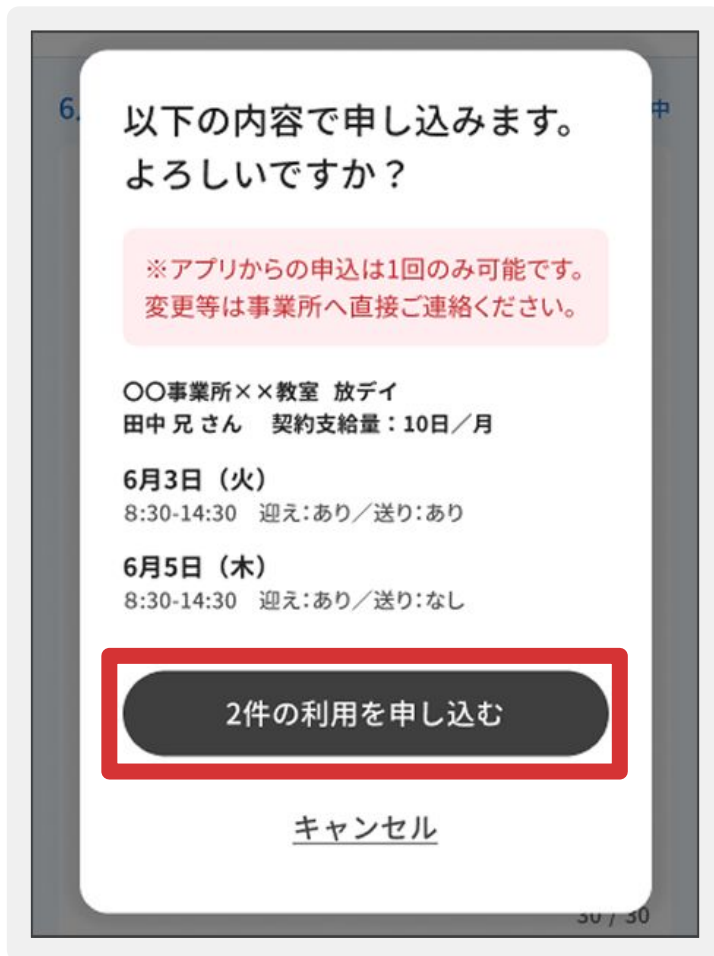 6
中
以下の内容で申し込みます。
よろしいですか？
※アプリからの申込は1回のみ可能です。
変更等は事業所へ直接ご連絡ください。
〇〇事業所××教室 放デイ
田中 兄 さん　契約支給量：10日／月
6月3日（火）
8:30-14:30　迎え：あり／送り：あり
6月5日（木）
8:30-14:30　迎え：あり／送り：なし
2件の利用を申し込む
キャンセル
30 / 30